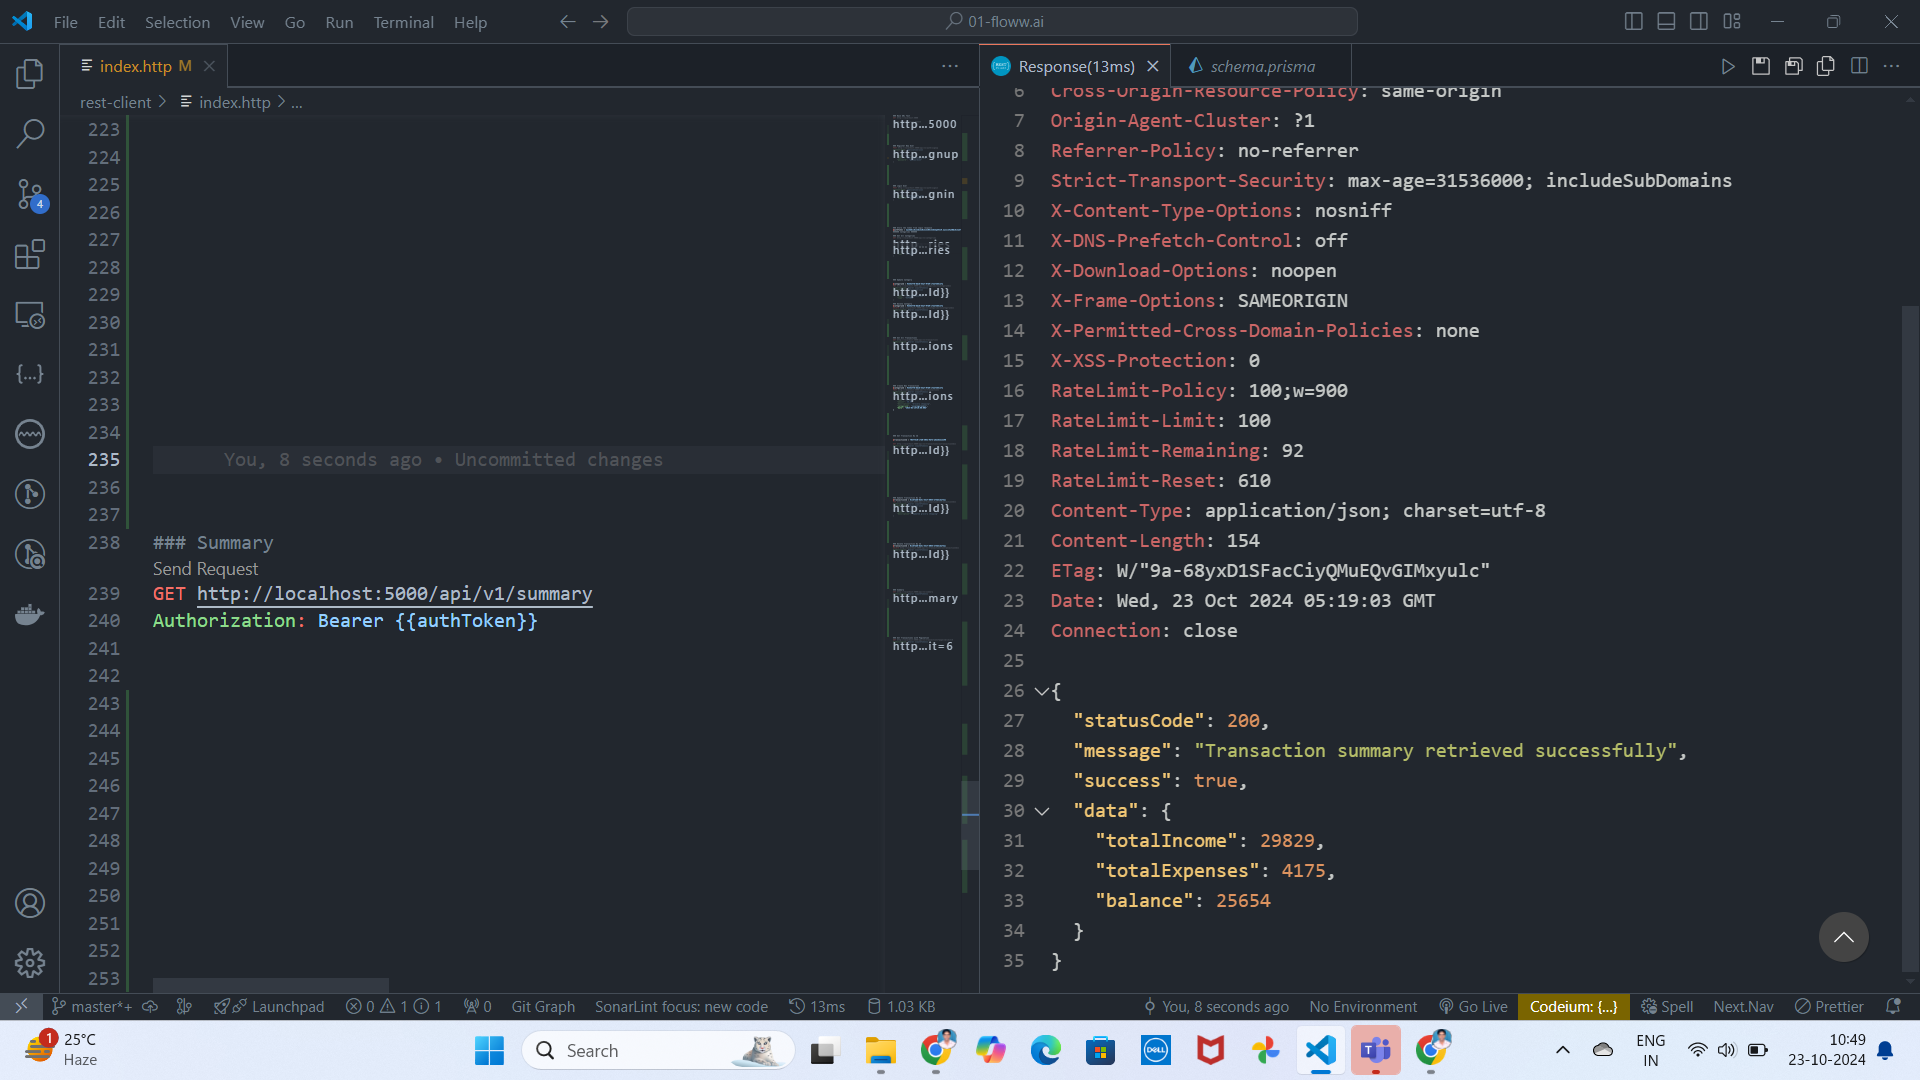 File Edit Selection View Go Run Terminal Help
01-floww.ai
index.http M
Response(13ms)
schema.prisma
rest-client > index.http > ...
223
224
225
226
227
228
229
230
231
232
233
234
235 You, 8 seconds ago • Uncommitted changes
236
237
238 ### Summary
Send Request
239 GET http://localhost:5000/api/v1/summary
240 Authorization: Bearer {{authToken}}
241
242
243
244
245
246
247
248
249
250
251
252
253
http...5000
http...gnup
http...gnin
http...ries
http...Id}}
http...Id}}
http...ions
http...ions
http...Id}}
http...Id}}
http...Id}}
http...mary
http...it=6
6 Cross-Origin-Resource-Policy: same-origin
7 Origin-Agent-Cluster: ?1
8 Referrer-Policy: no-referrer
9 Strict-Transport-Security: max-age=31536000; includeSubDomains
10 X-Content-Type-Options: nosniff
11 X-DNS-Prefetch-Control: off
12 X-Download-Options: noopen
13 X-Frame-Options: SAMEORIGIN
14 X-Permitted-Cross-Domain-Policies: none
15 X-XSS-Protection: 0
16 RateLimit-Policy: 100;w=900
17 RateLimit-Limit: 100
18 RateLimit-Remaining: 92
19 RateLimit-Reset: 610
20 Content-Type: application/json; charset=utf-8
21 Content-Length: 154
22 ETag: W/"9a-68yxD1SFacCiyQMuEQvGIMxyulc"
23 Date: Wed, 23 Oct 2024 05:19:03 GMT
24 Connection: close
25
26 {
27 "statusCode": 200,
28 "message": "Transaction summary retrieved successfully",
29 "success": true,
30 "data": {
31 "totalIncome": 29829,
32 "totalExpenses": 4175,
33 "balance": 25654
34 }
35 }
4
master*+ Launchpad 0 1 1 0 Git Graph SonarLint focus: new code 13ms 1.03 KB You, 8 seconds ago No Environment Go Live Codeium: {...} Spell Next.Nav Prettier
1
25°C
Haze
Search
DELL
T
ENG
IN
10:49
23-10-2024